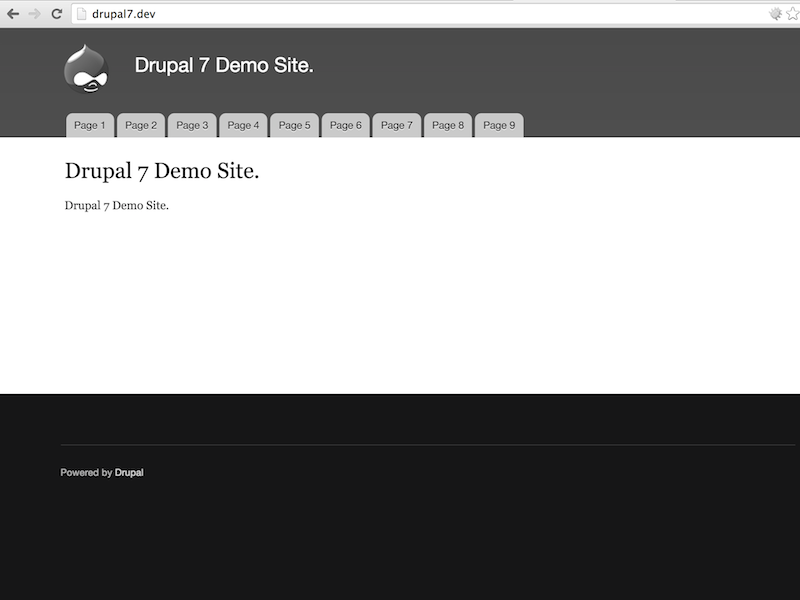 drupal7.dev
Drupal 7 Demo Site.
Page 1 Page 2 Page 3 Page 4 Page 5 Page 6 Page 7 Page 8 Page 9
Drupal 7 Demo Site.
Drupal 7 Demo Site.
Powered by Drupal